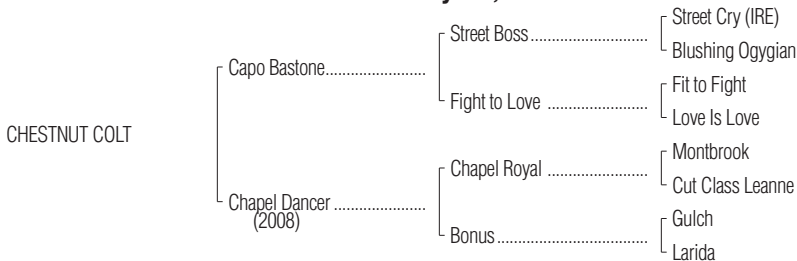 Street Cry (IRE)
Street Boss..............................
Blushing Ogygian
Capo Bastone.........................
Fit to Fight
Fight to Love ..........................
Love Is Love
CHESTNUT COLT
Montbrook
Chapel Royal ..........................
Cut Class Leanne
Chapel Dancer .......................
(2008)
Gulch
Bonus.......................................
Larida